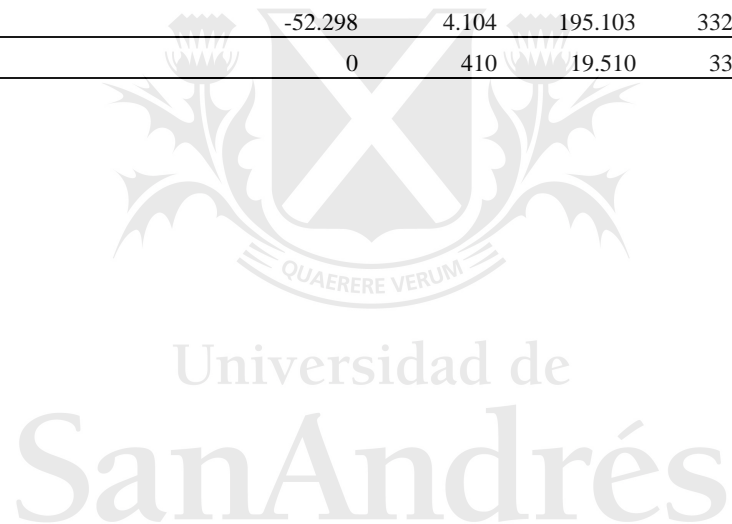 -52.298 4.104 195.103 332
0 410 19.510 33
QUAERERE VERUM
Universidad de
SanAndrés